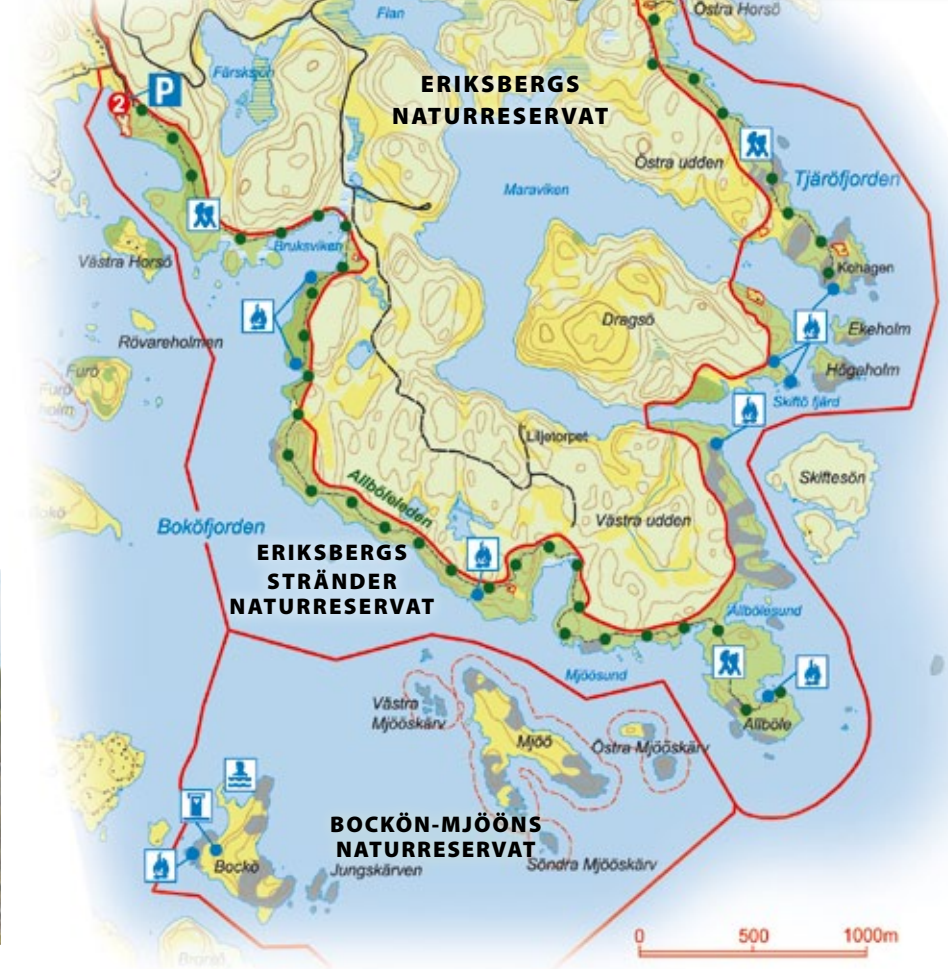 Östra Horsö
Flan
Färsksjön
ERIKSBERGS
NATURRESERVAT
P
2
Östra udden
Maraviken
Tjäröfjorden
Bruksviken
Västra Horsö
Kohagen
Dragsö
Ekeholm
Rövareholmen
Högaholm
Furö
Furö
holm
Skiftö fjärd
Liljetorpet
Skiftesön
Allböleleden
Västra udden
Boköfjorden
ERIKSBERGS
STRÄNDER
NATURRESERVAT
Allbölesund
Mjöösund
Västra
Mjööskärv
Allböle
Mjöö
Östra Mjööskärv
BOCKÖN-MJÖÖNS
NATURRESERVAT
Bockö
Jungskärven
Söndra Mjööskärv
0
500
1000m